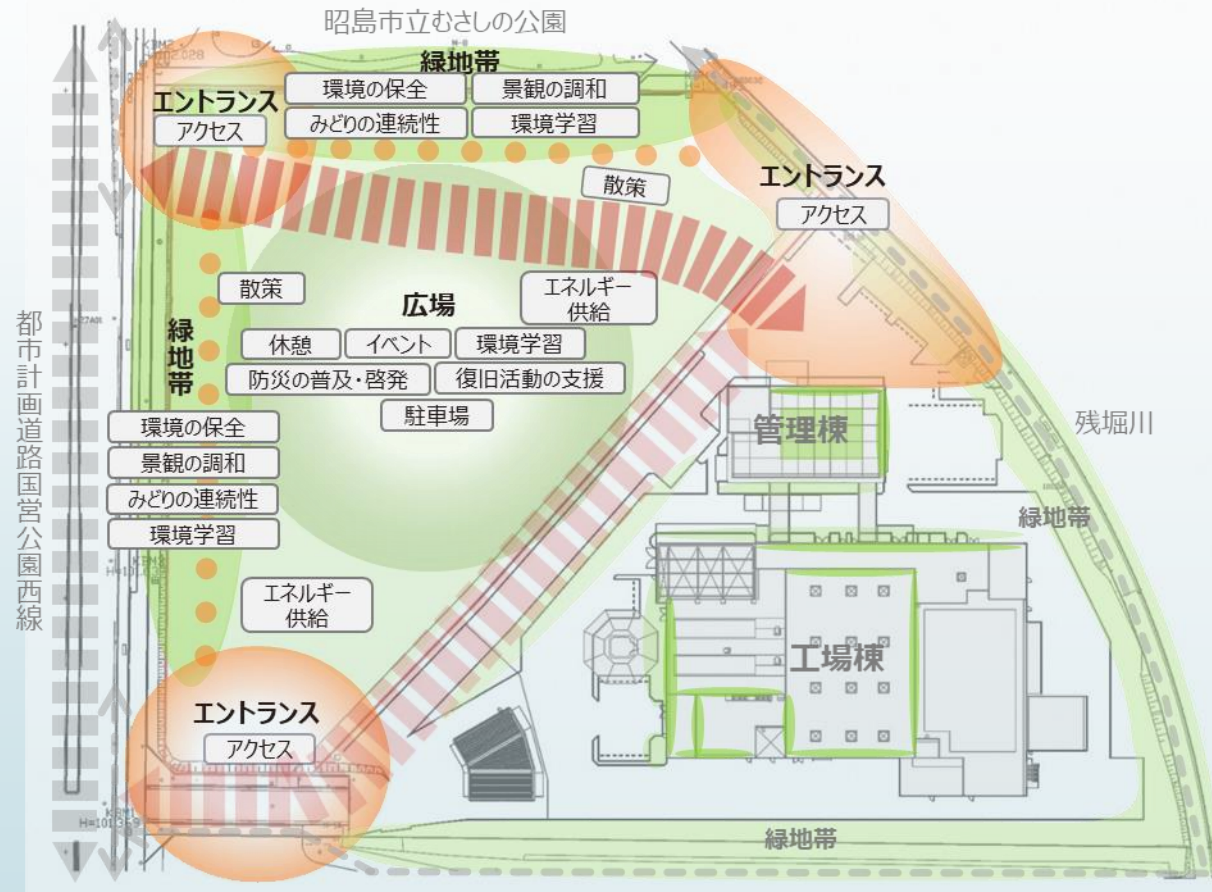 昭島市立むさしの公園
緑地帯
環境の保全
景観の調和
みどりの連続性
環境学習
エントランス
アクセス
散策
エントランス
アクセス
散策
広場
エネルギー
供給
休憩
イベント
環境学習
防災の普及・啓発
復旧活動の支援
駐車場
緑地帯
環境の保全
景観の調和
みどりの連続性
環境学習
エネルギー
供給
都市計画道路国営公園西線
管理棟
残堀川
緑地帯
工場棟
エントランス
アクセス
緑地帯